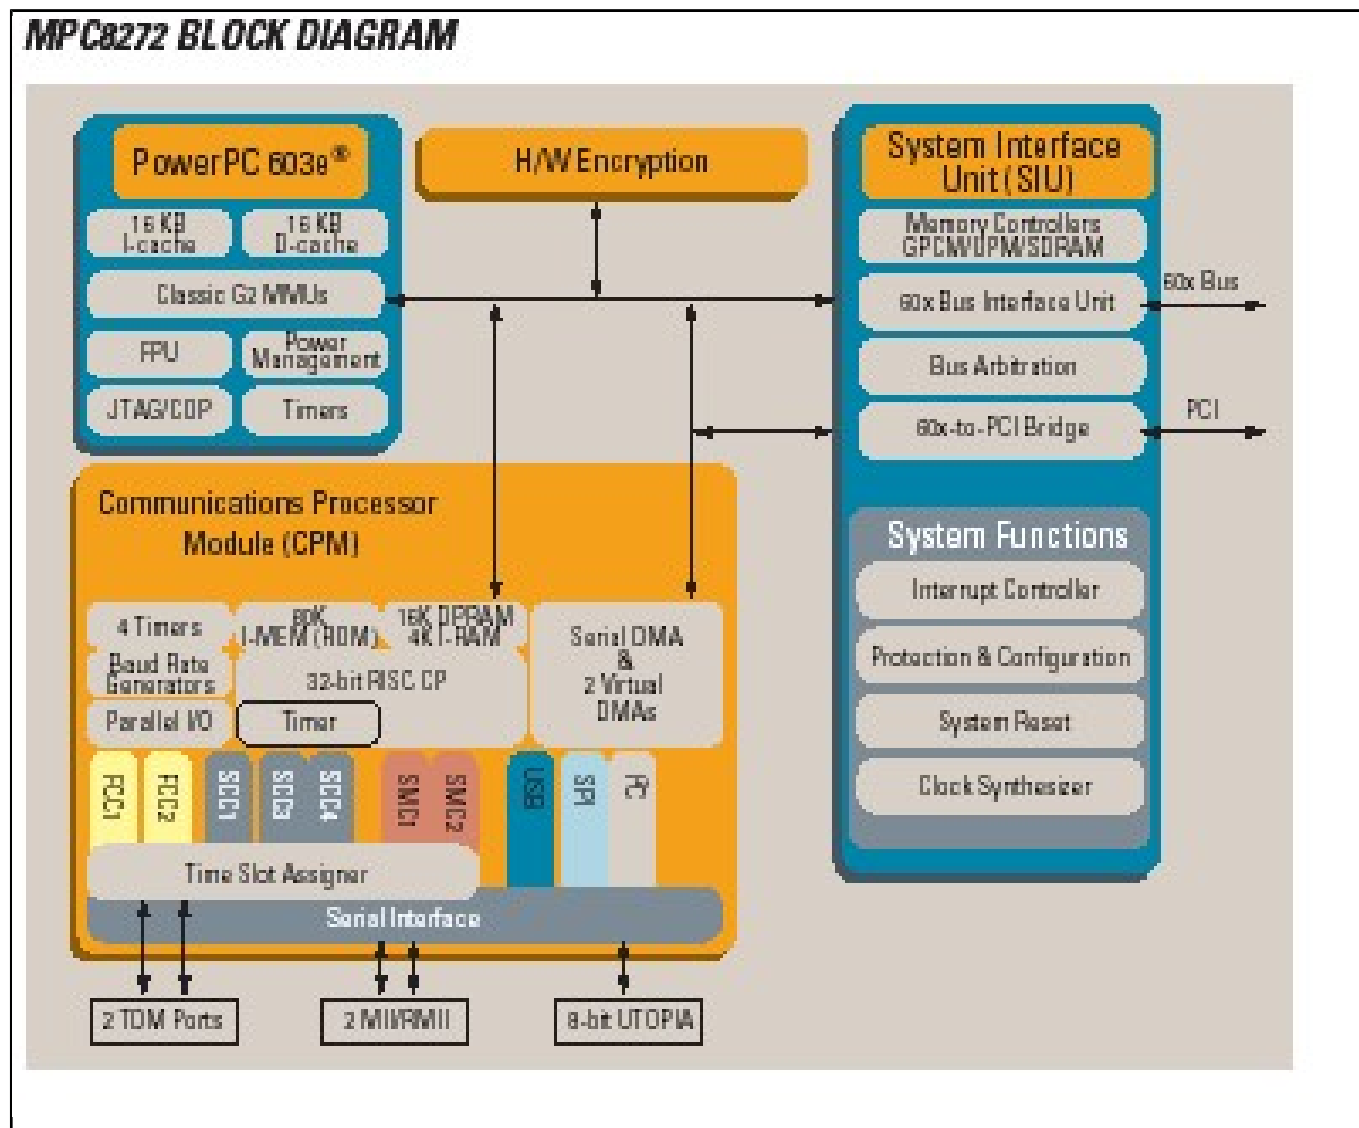 MPC8272 BLOCK DIAGRAM
PowerPC 603e®
16 KB
I-cache
16 KB
D-cache
Classic G2 MMUs
FPU
Power
Management
JTAG/COP
Timers
H/W Encryption
System Interface
Unit (SIU)
Memory Controllers
GPCM/UPM/SDRAM
60x Bus Interface Unit
Bus Arbitration
60x-to-PCI Bridge
60x Bus
PCI
System Functions
Interrupt Controller
Protection & Configuration
System Reset
Clock Synthesizer
Communications Processor
Module (CPM)
4 Timers
Baud Rate
Generators
Parallel I/O
I-MEM (ROM)
16K DPRAM
4K I-RAM
32-bit RISC CP
Timer
Serial DMA
&
2 Virtual
DMAs
FCC1
FCC2
SCC1
SCC3
SCC4
SMC1
SMC2
USB
SPI
I²C
Time Slot Assigner
Serial Interface
2 TDM Ports
2 MII/RMII
8-bit UTOPIA